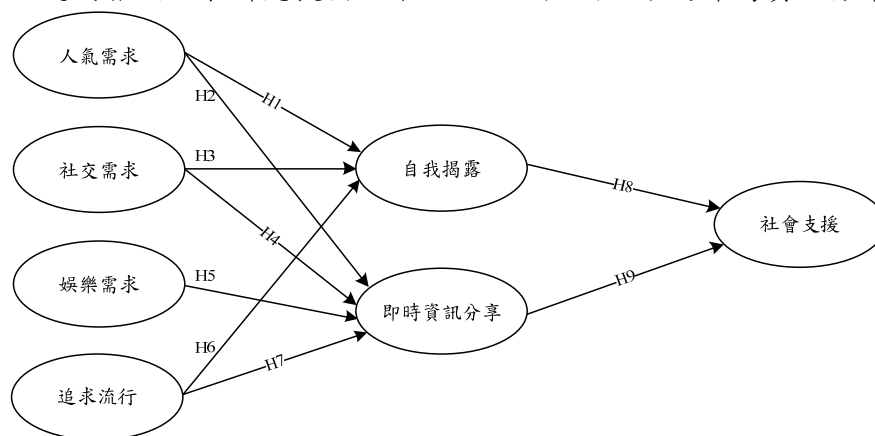 人氣需求
H2
H1
社交需求
H3
自我揭露
H8
H4
社會支援
娛樂需求
H5
即時資訊分享
H9
H6
H7
追求流行